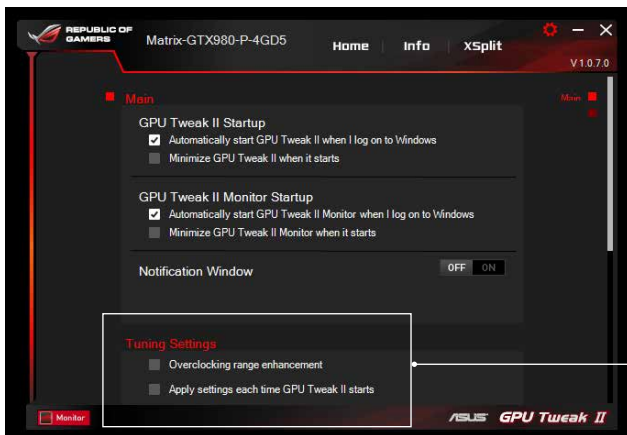 REPUBLIC OF
GAMERS
Matrix-GTX980-P-4GD5
Home
Info
XSplit
V 1.0.7.0
Main
Main
GPU Tweak II Startup
Automatically start GPU Tweak II when I log on to Windows
Minimize GPU Tweak II when it starts
GPU Tweak II Monitor Startup
Automatically start GPU Tweak II Monitor when I log on to Windows
Minimize GPU Tweak II Monitor when it starts
Notification Window
OFF ON
Tuning Settings
Overclocking range enhancement
Apply settings each time GPU Tweak II starts
Monitor
ASUS GPU Tweak II